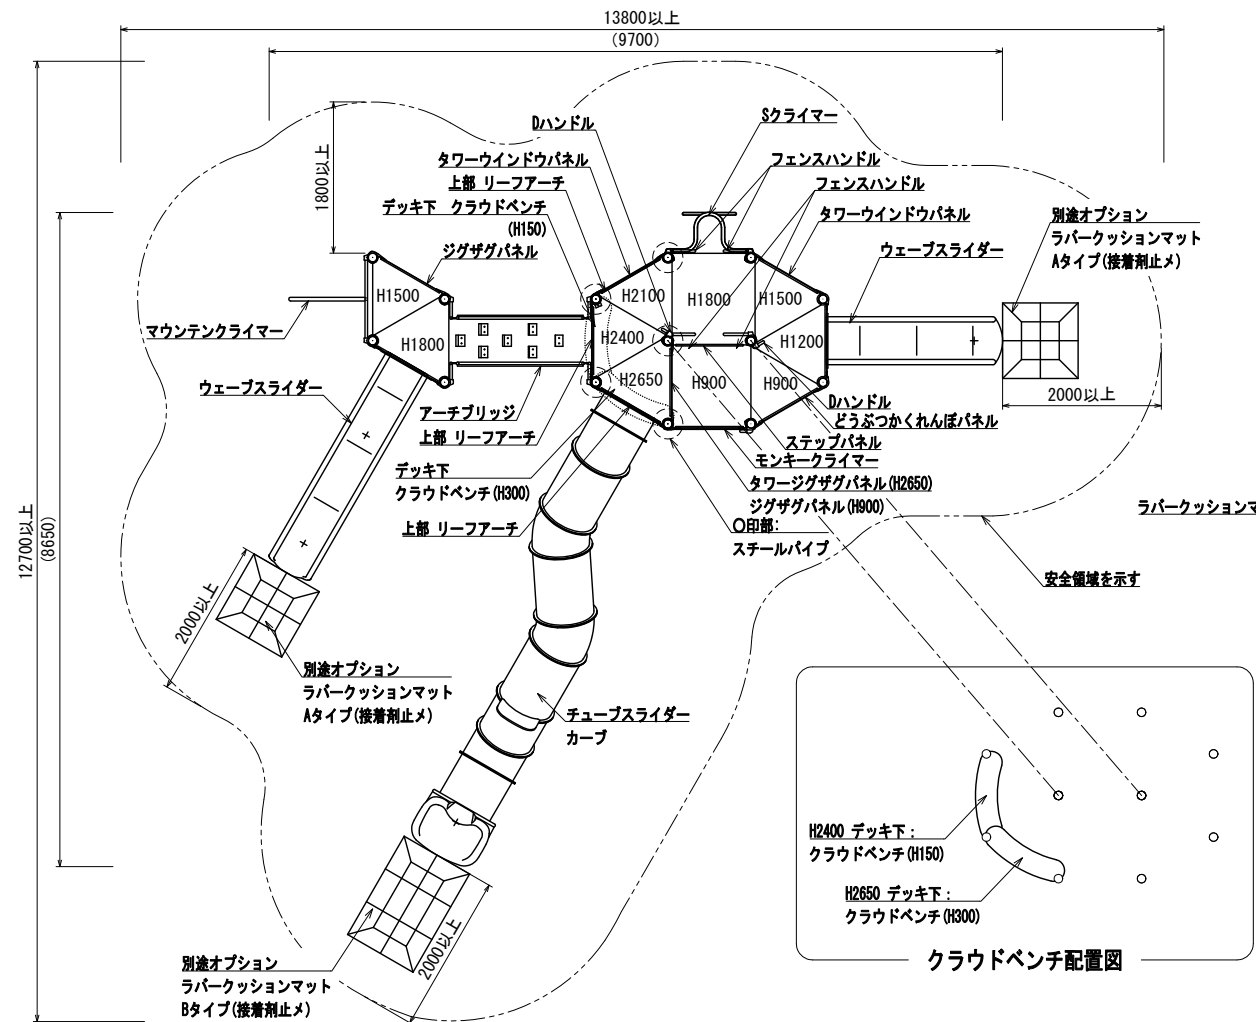 13800以上
(9700)
Dハンドル
Sクライマー
タワーウインドウパネル
フェンスハンドル
上部 リーフアーチ
フェンスハンドル
デッキ下 クラウドベンチ
(H150)
タワーウインドウパネル
別途オプション
ラバークッションマット
Aタイプ(接着剤止メ)
ジグザグパネル
ウェーブスライダー
1800以上
H1500
H2100
H1800
H1500
マウンテンクライマー
H1800
H2400
H1200
ウェーブスライダー
H2650
H900
H900
2000以上
アーチブリッジ
上部 リーフアーチ
Dハンドル
どうぶつかくれんぼパネル
ステップパネル
モンキークライマー
デッキ下
クラウドベンチ(H300)
タワージグザグパネル(H2650)
ジグザグパネル(H900)
上部 リーフアーチ
〇印部:
スチールパイプ
ラバークッションマ
12700以上
(8650)
安全領域を示す
2000以上
別途オプション
ラバークッションマット
Aタイプ(接着剤止メ)
チューブスライダー
カーブ
H2400 デッキ下:
クラウドベンチ(H150)
H2650 デッキ下:
クラウドベンチ(H300)
クラウドベンチ配置図
2000以上
別途オプション
ラバークッションマット
Bタイプ(接着剤止メ)